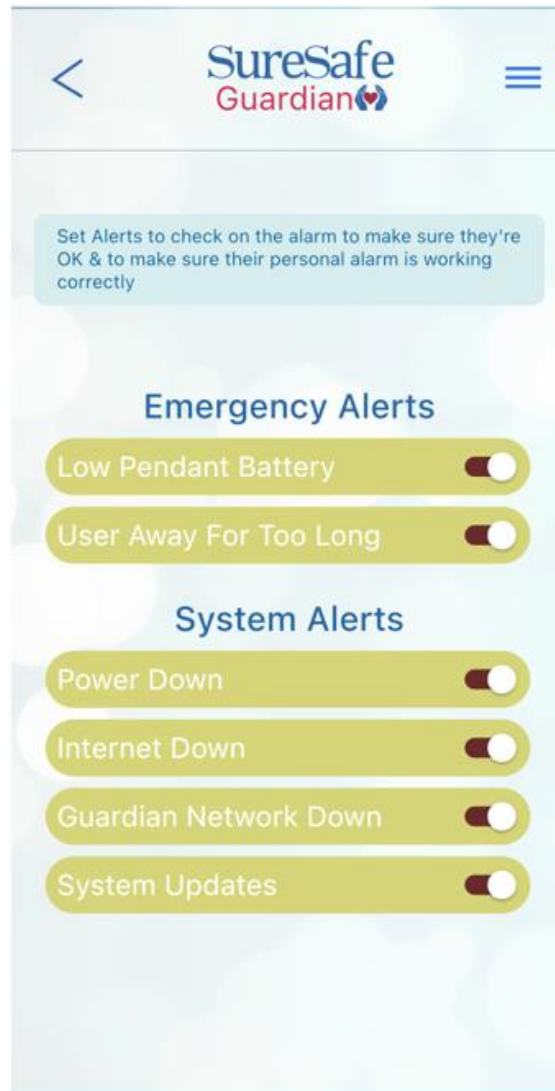 SureSafe
Guardian
Set Alerts to check on the alarm to make sure they're
OK & to make sure their personal alarm is working
correctly
Emergency Alerts
Low Pendant Battery
User Away For Too Long
System Alerts
Power Down
Internet Down
Guardian Network Down
System Updates